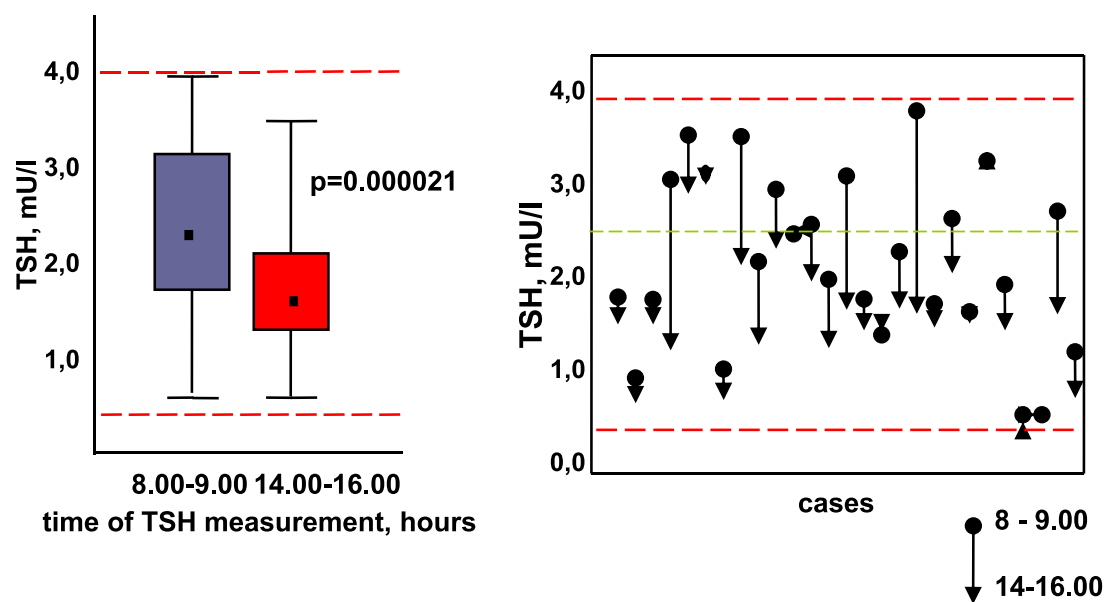 4,0
3,0
2,0
1,0
TSH, mU/l
p=0.000021
8.00-9.00 14.00-16.00
time of TSH measurement, hours
4,0
3,0
2,0
1,0
0,0
TSH, mU/l
cases
8 - 9.00
14-16.00